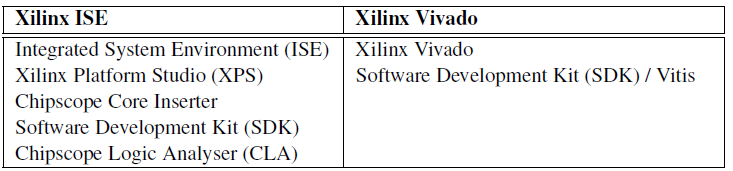 Xilinx ISE Xilinx Vivado
Integrated System Environment (ISE) Xilinx Vivado
Xilinx Platform Studio (XPS) Software Development Kit (SDK) / Vitis
Chipscope Core Inserter
Software Development Kit (SDK)
Chipscope Logic Analyser (CLA)